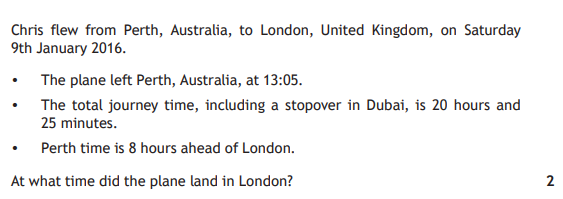 Chris flew from Perth, Australia, to London, United Kingdom, on Saturday
9th January 2016.
• The plane left Perth, Australia, at 13:05.
• The total journey time, including a stopover in Dubai, is 20 hours and
25 minutes.
• Perth time is 8 hours ahead of London.
At what time did the plane land in London? 2